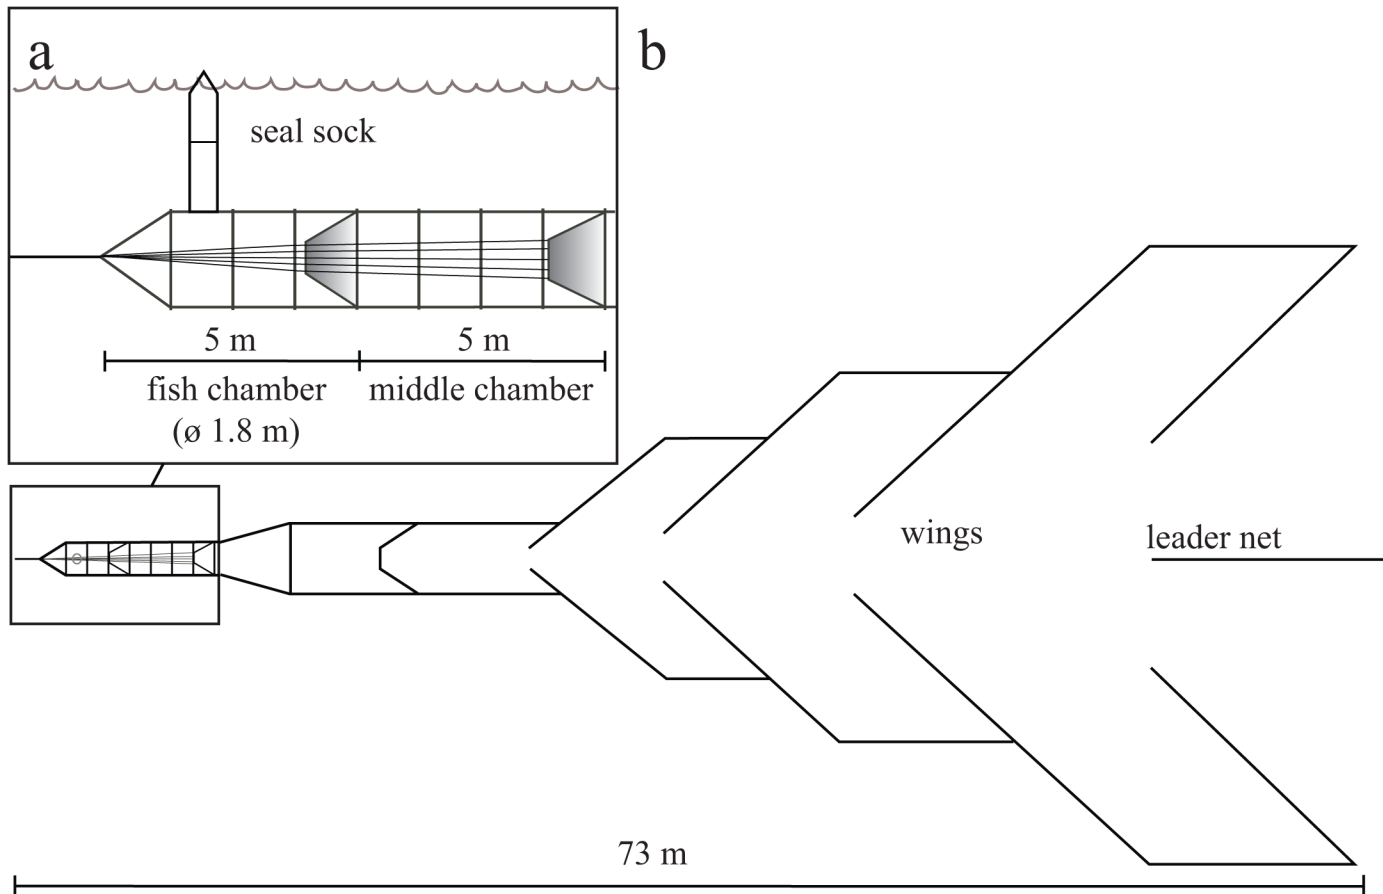 a
b
seal sock
5 m
5 m
fish chamber
middle chamber
(ø 1.8 m)
wings
leader net
73 m